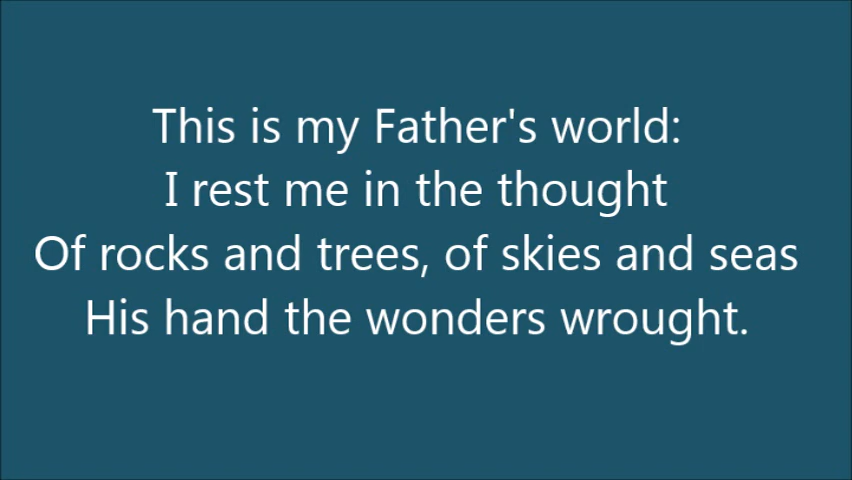 This is my Father's world:
I rest me in the thought
Of rocks and trees, of skies and seas
His hand the wonders wrought.